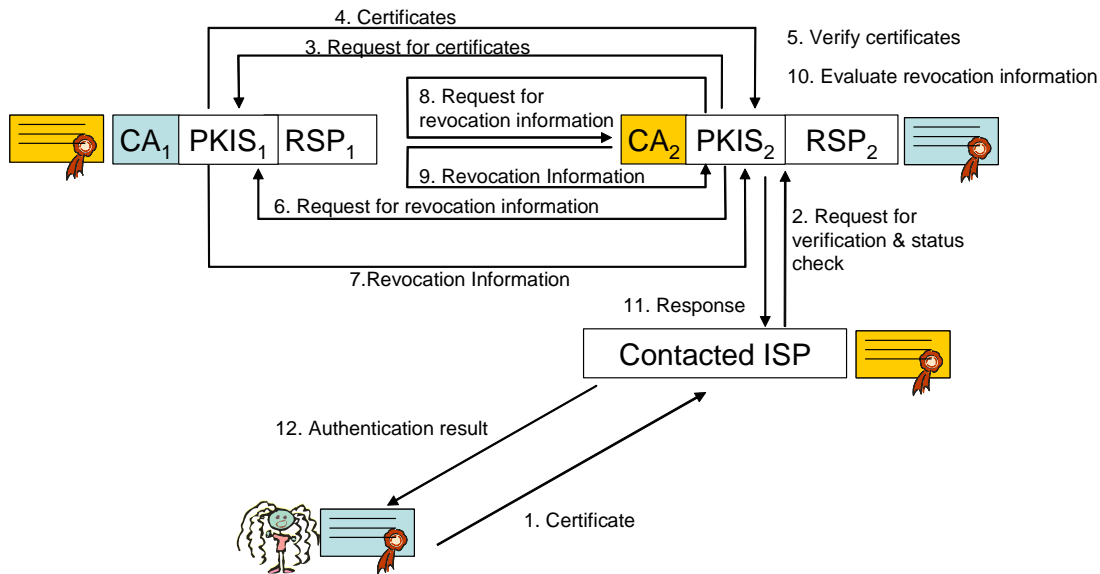 4. Certificates
3. Request for certificates
5. Verify certificates
10. Evaluate revocation information
8. Request for
revocation information
CA₁ PKIS₁ RSP₁
CA₂ PKIS₂ RSP₂
9. Revocation Information
6. Request for revocation information
2. Request for
verification & status
check
7.Revocation Information
11. Response
Contacted ISP
12. Authentication result
1. Certificate